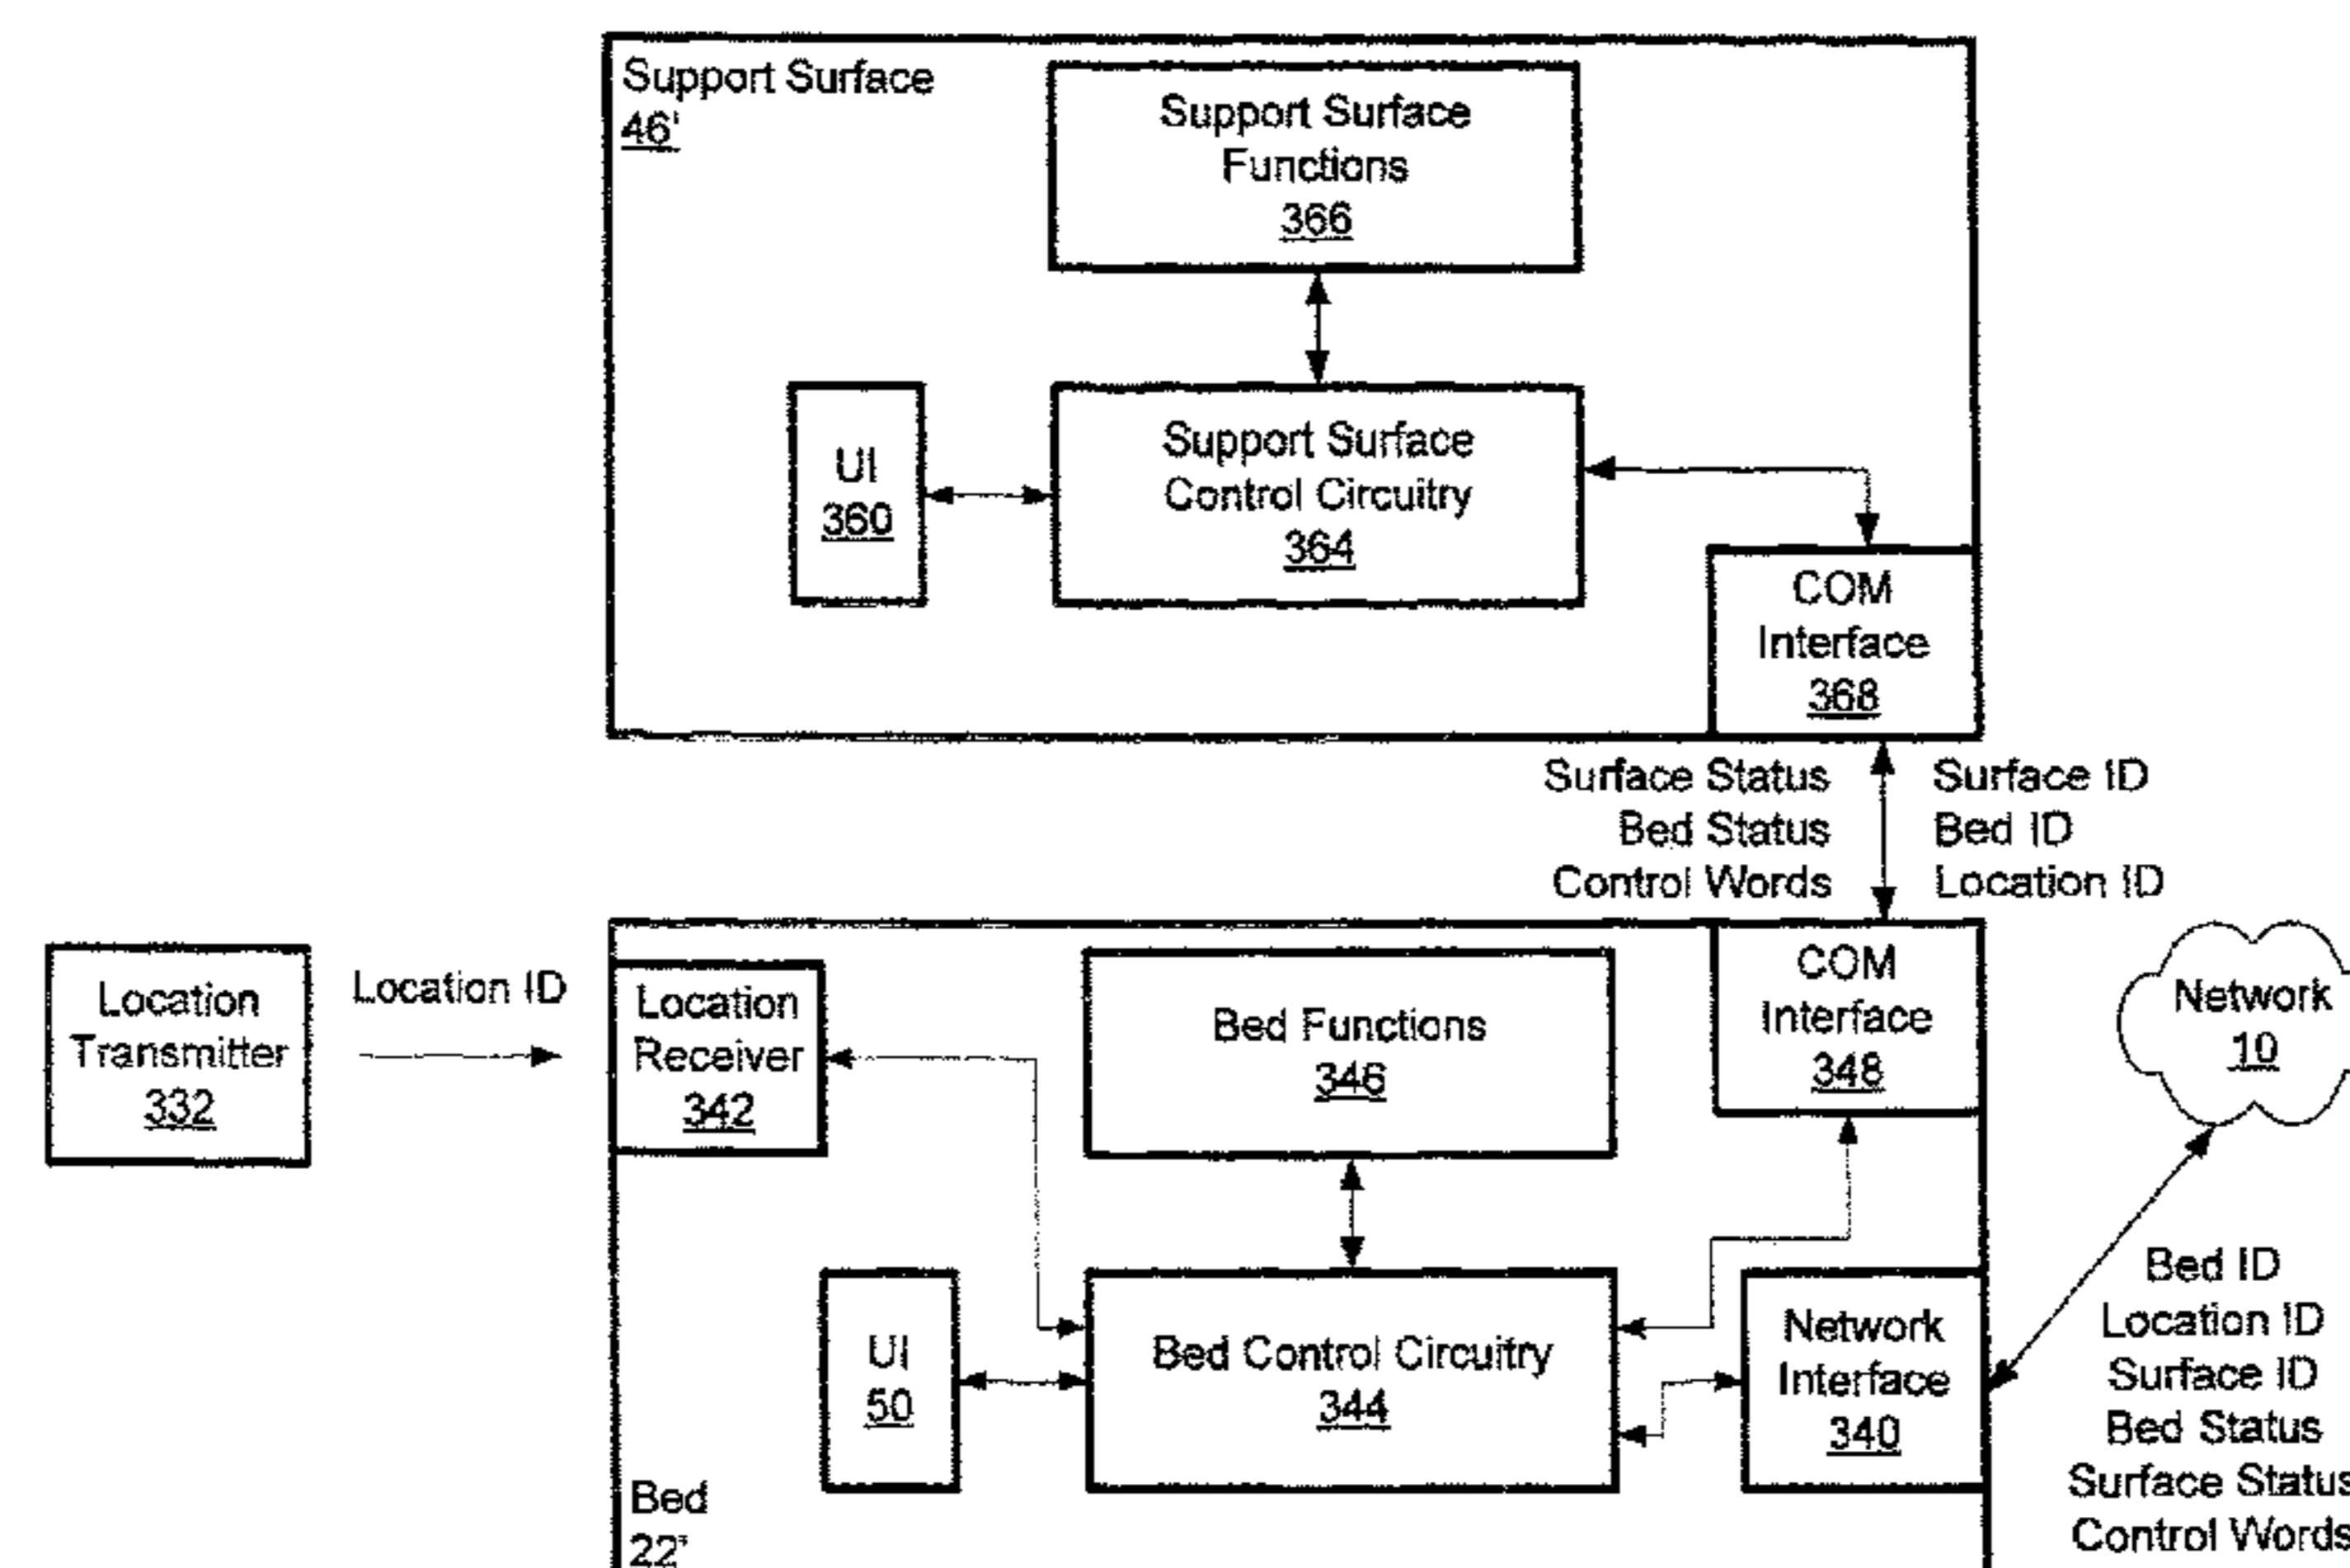 Support Surface
46'
Support Surface
Functions
366
UI
360
Support Surface
Control Circuitry
364
COM
Interface
368
Surface Status
Bed Status
Control Words
Surface ID
Bed ID
Location ID
Location
Transmitter
332
Location ID
Location
Receiver
342
Bed Functions
346
COM
Interface
348
Network
10
UI
50
Bed Control Circuitry
344
Network
Interface
340
Bed ID
Location ID
Surface ID
Bed Status
Surface Status
Control Words
Bed
22'